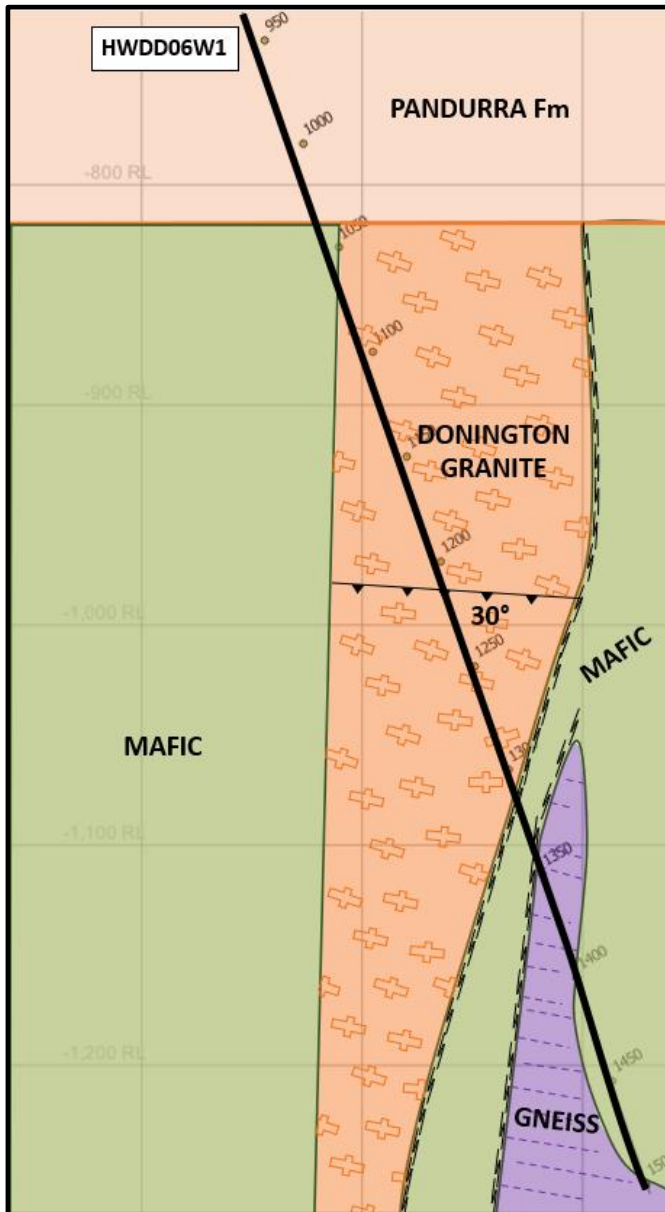 HWDD06W1
950
PANDURRA Fm
1000
-800 RL
1050
1100
-900 RL
DONINGTON
GRANITE
1200
30°
-1,000 RL
1250
MAFIC
MAFIC
-1,100 RL
1350
1400
-1,200 RL
1450
GNEISS